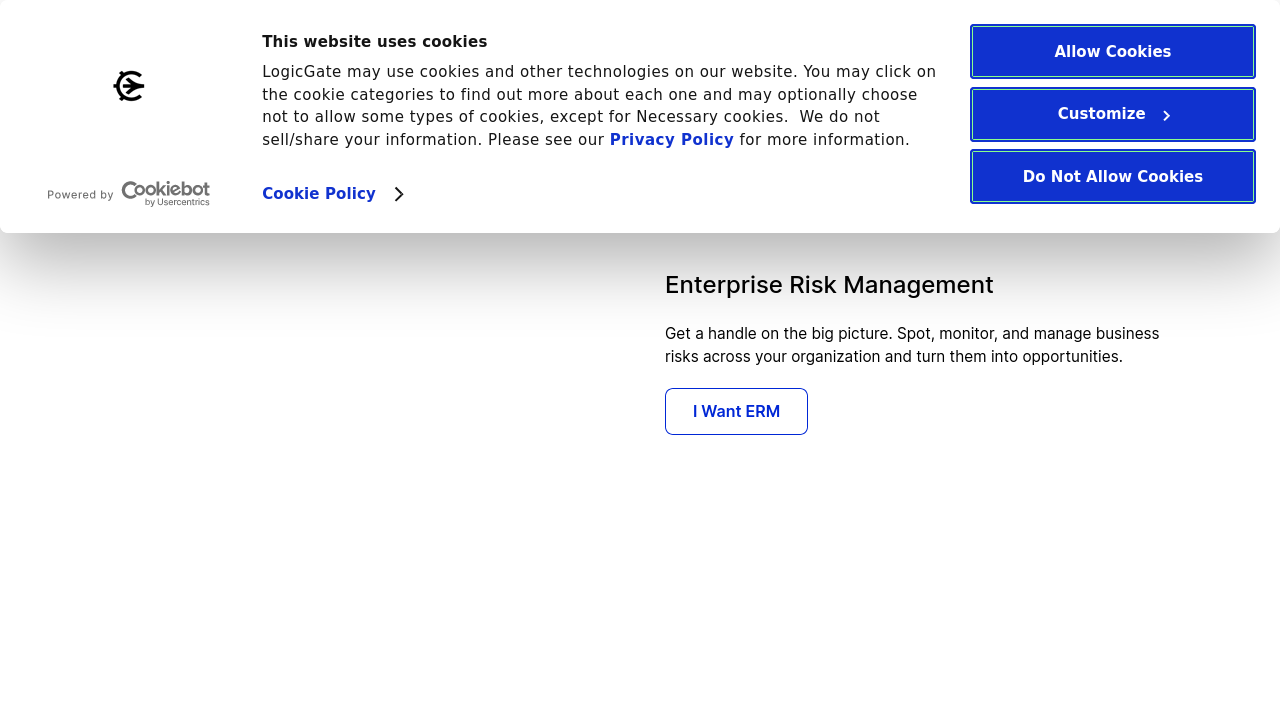 This website uses cookies
LogicGate may use cookies and other technologies on our website. You may click on
the cookie categories to find out more about each one and may optionally choose
not to allow some types of cookies, except for Necessary cookies.  We do not
sell/share your information. Please see our Privacy Policy for more information.
Cookie Policy
Powered by Cookiebot
by Usercentrics
Allow Cookies
Customize
Do Not Allow Cookies
Enterprise Risk Management
Get a handle on the big picture. Spot, monitor, and manage business
risks across your organization and turn them into opportunities.
I Want ERM